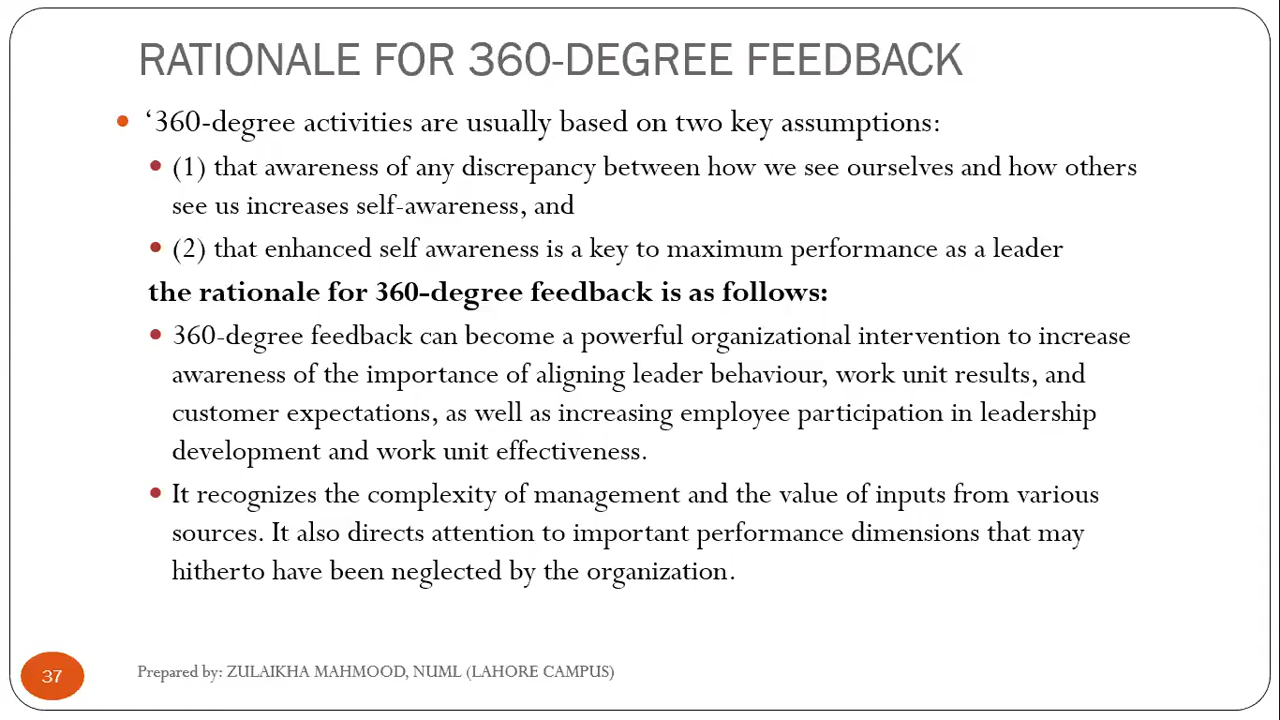 RATIONALE FOR 360-DEGREE FEEDBACK
• ‘360-degree activities are usually based on two key assumptions:
• (1) that awareness of any discrepancy between how we see ourselves and how others
see us increases self-awareness, and
• (2) that enhanced self awareness is a key to maximum performance as a leader
the rationale for 360-degree feedback is as follows:
• 360-degree feedback can become a powerful organizational intervention to increase
awareness of the importance of aligning leader behaviour, work unit results, and
customer expectations, as well as increasing employee participation in leadership
development and work unit effectiveness.
• It recognizes the complexity of management and the value of inputs from various
sources. It also directs attention to important performance dimensions that may
hitherto have been neglected by the organization.
37
Prepared by: ZULAIKHA MAHMOOD, NUML (LAHORE CAMPUS)